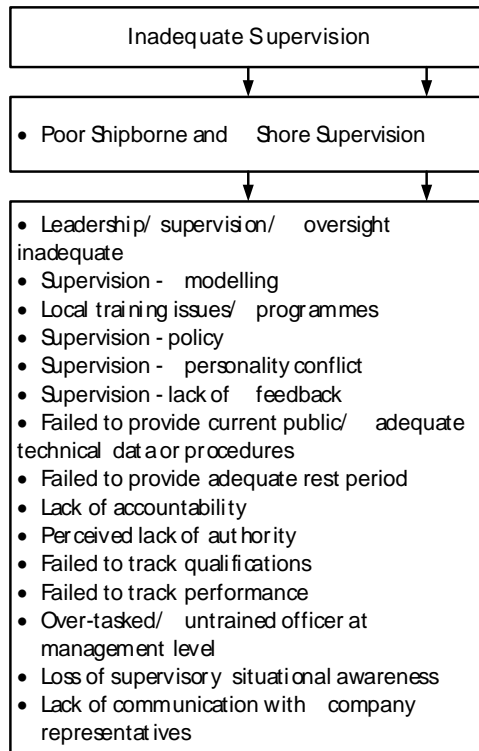 Inadequate Supervision
• Poor Shipborne and Shore Supervision
• Leadership/ supervision/ oversight
inadequate
• Supervision - modelling
• Local training issues/ programmes
• Supervision - policy
• Supervision - personality conflict
• Supervision - lack of feedback
• Failed to provide current public/ adequate
technical data or procedures
• Failed to provide adequate rest period
• Lack of accountability
• Perceived lack of authority
• Failed to track qualifications
• Failed to track performance
• Over-tasked/ untrained officer at
management level
• Loss of supervisory situational awareness
• Lack of communication with company
representatives